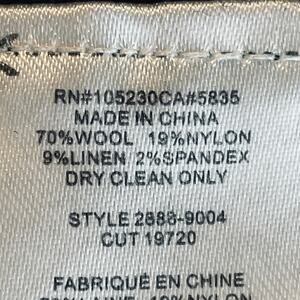 RN#105230CA#5835
MADE IN CHINA
70%WOOL 19%NYLON
9%LINEN 2%SPANDEX
DRY CLEAN ONLY
STYLE 2888-9004
CUT 19720
FABRIQUÉ EN CHINE